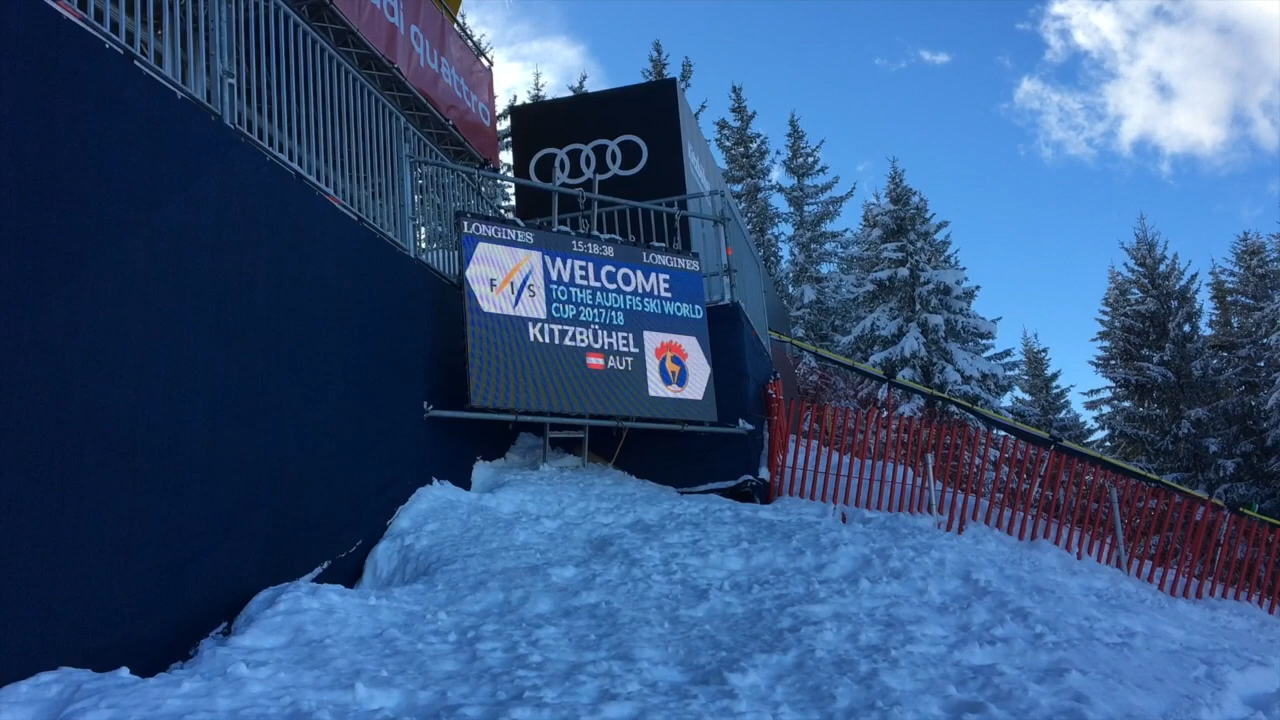 quattro
LONGINES
15:18:38
LONGINES
FIS
WELCOME
TO THE AUDI FIS SKI WORLD
CUP 2017/18
KITZBÜHEL
AUT